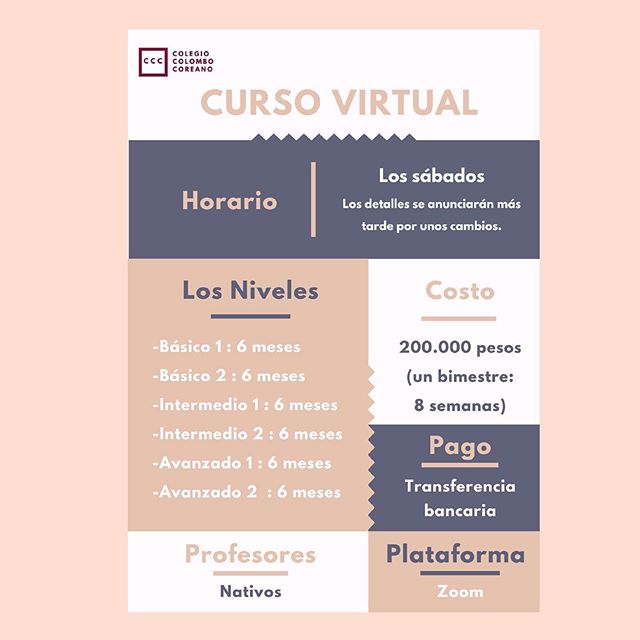 CCC
COLEGIO
COLOMBO
COREANO
CURSO VIRTUAL
Horario
Los sábados
Los detalles se anunciarán más
tarde por unos cambios.
Los Niveles
-Básico 1 : 6 meses
-Básico 2 : 6 meses
-Intermedio 1 : 6 meses
-Intermedio 2 : 6 meses
-Avanzado 1 : 6 meses
-Avanzado 2 : 6 meses
Costo
200.000 pesos
(un bimestre:
8 semanas)
Pago
Transferencia
bancaria
Profesores
Nativos
Plataforma
Zoom